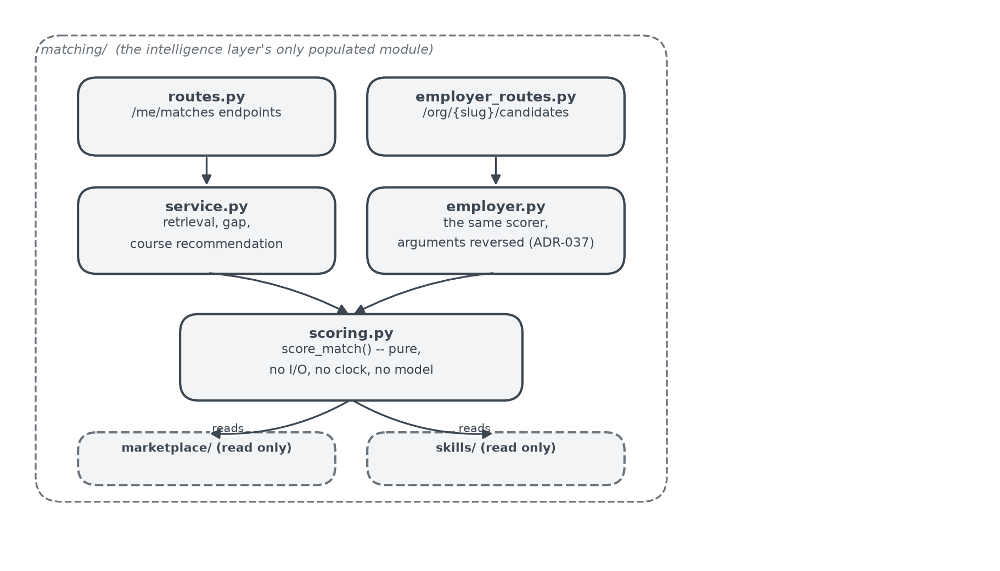 matching/  (the intelligence layer's only populated module)
routes.py
/me/matches endpoints
employer_routes.py
/org/{slug}/candidates
service.py
retrieval, gap,
course recommendation
employer.py
the same scorer,
arguments reversed (ADR-037)
scoring.py
score_match() -- pure,
no I/O, no clock, no model
reads
reads
marketplace/ (read only)
skills/ (read only)